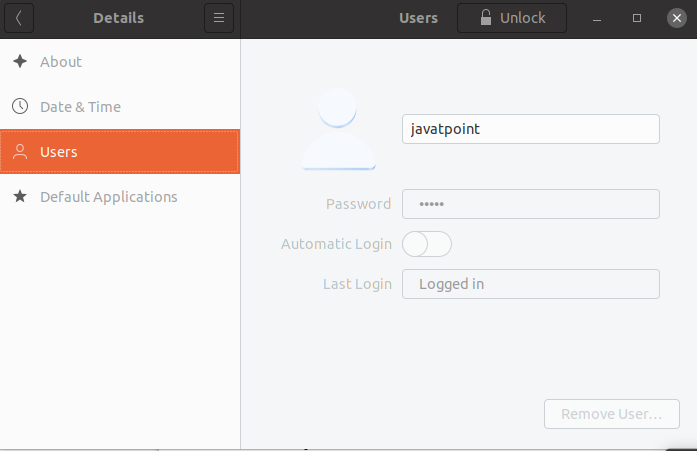 Details
Users
Unlock
About
Date & Time
Users
Default Applications
javatpoint
Password •••••
Automatic Login
Last Login Logged in
Remove User...